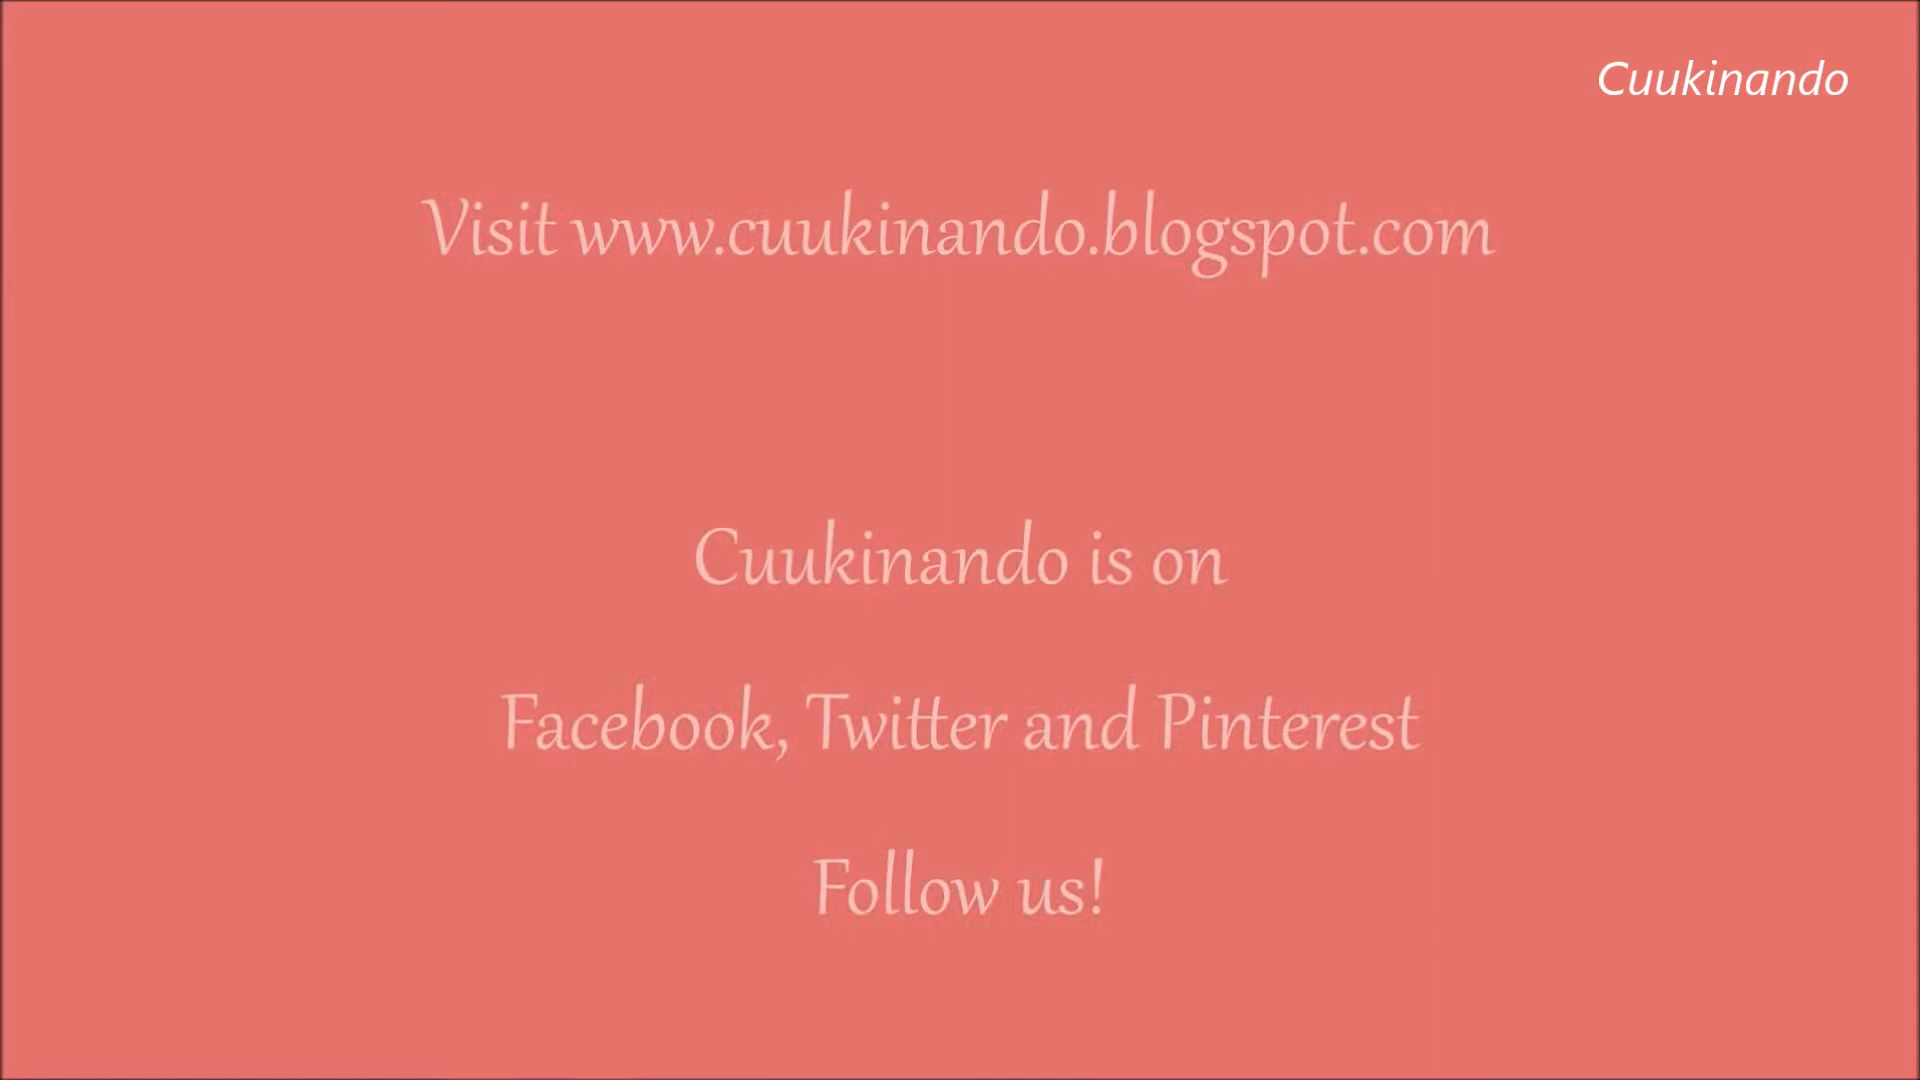 Cuukinando
Visit www.cuukinando.blogspot.com
Cuukinando is on
Facebook, Twitter and Pinterest
Follow us!